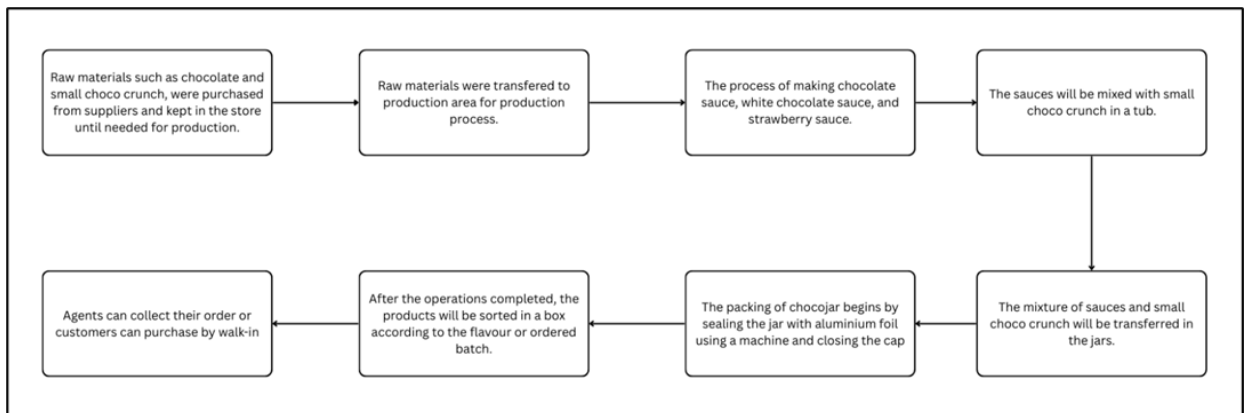 Raw materials such as chocolate and
small choco crunch, were purchased
from suppliers and kept in the store
until needed for production.
Raw materials were transfered to
production area for production
process.
The process of making chocolate
sauce, white chocolate sauce, and
strawberry sauce.
The sauces will be mixed with small
choco crunch in a tub.
The mixture of sauces and small
choco crunch will be transferred in
the jars.
The packing of chocojar begins by
sealing the jar with aluminium foil
using a machine and closing the cap
After the operations completed, the
products will be sorted in a box
according to the flavour or ordered
batch.
Agents can collect their order or
customers can purchase by walk-in